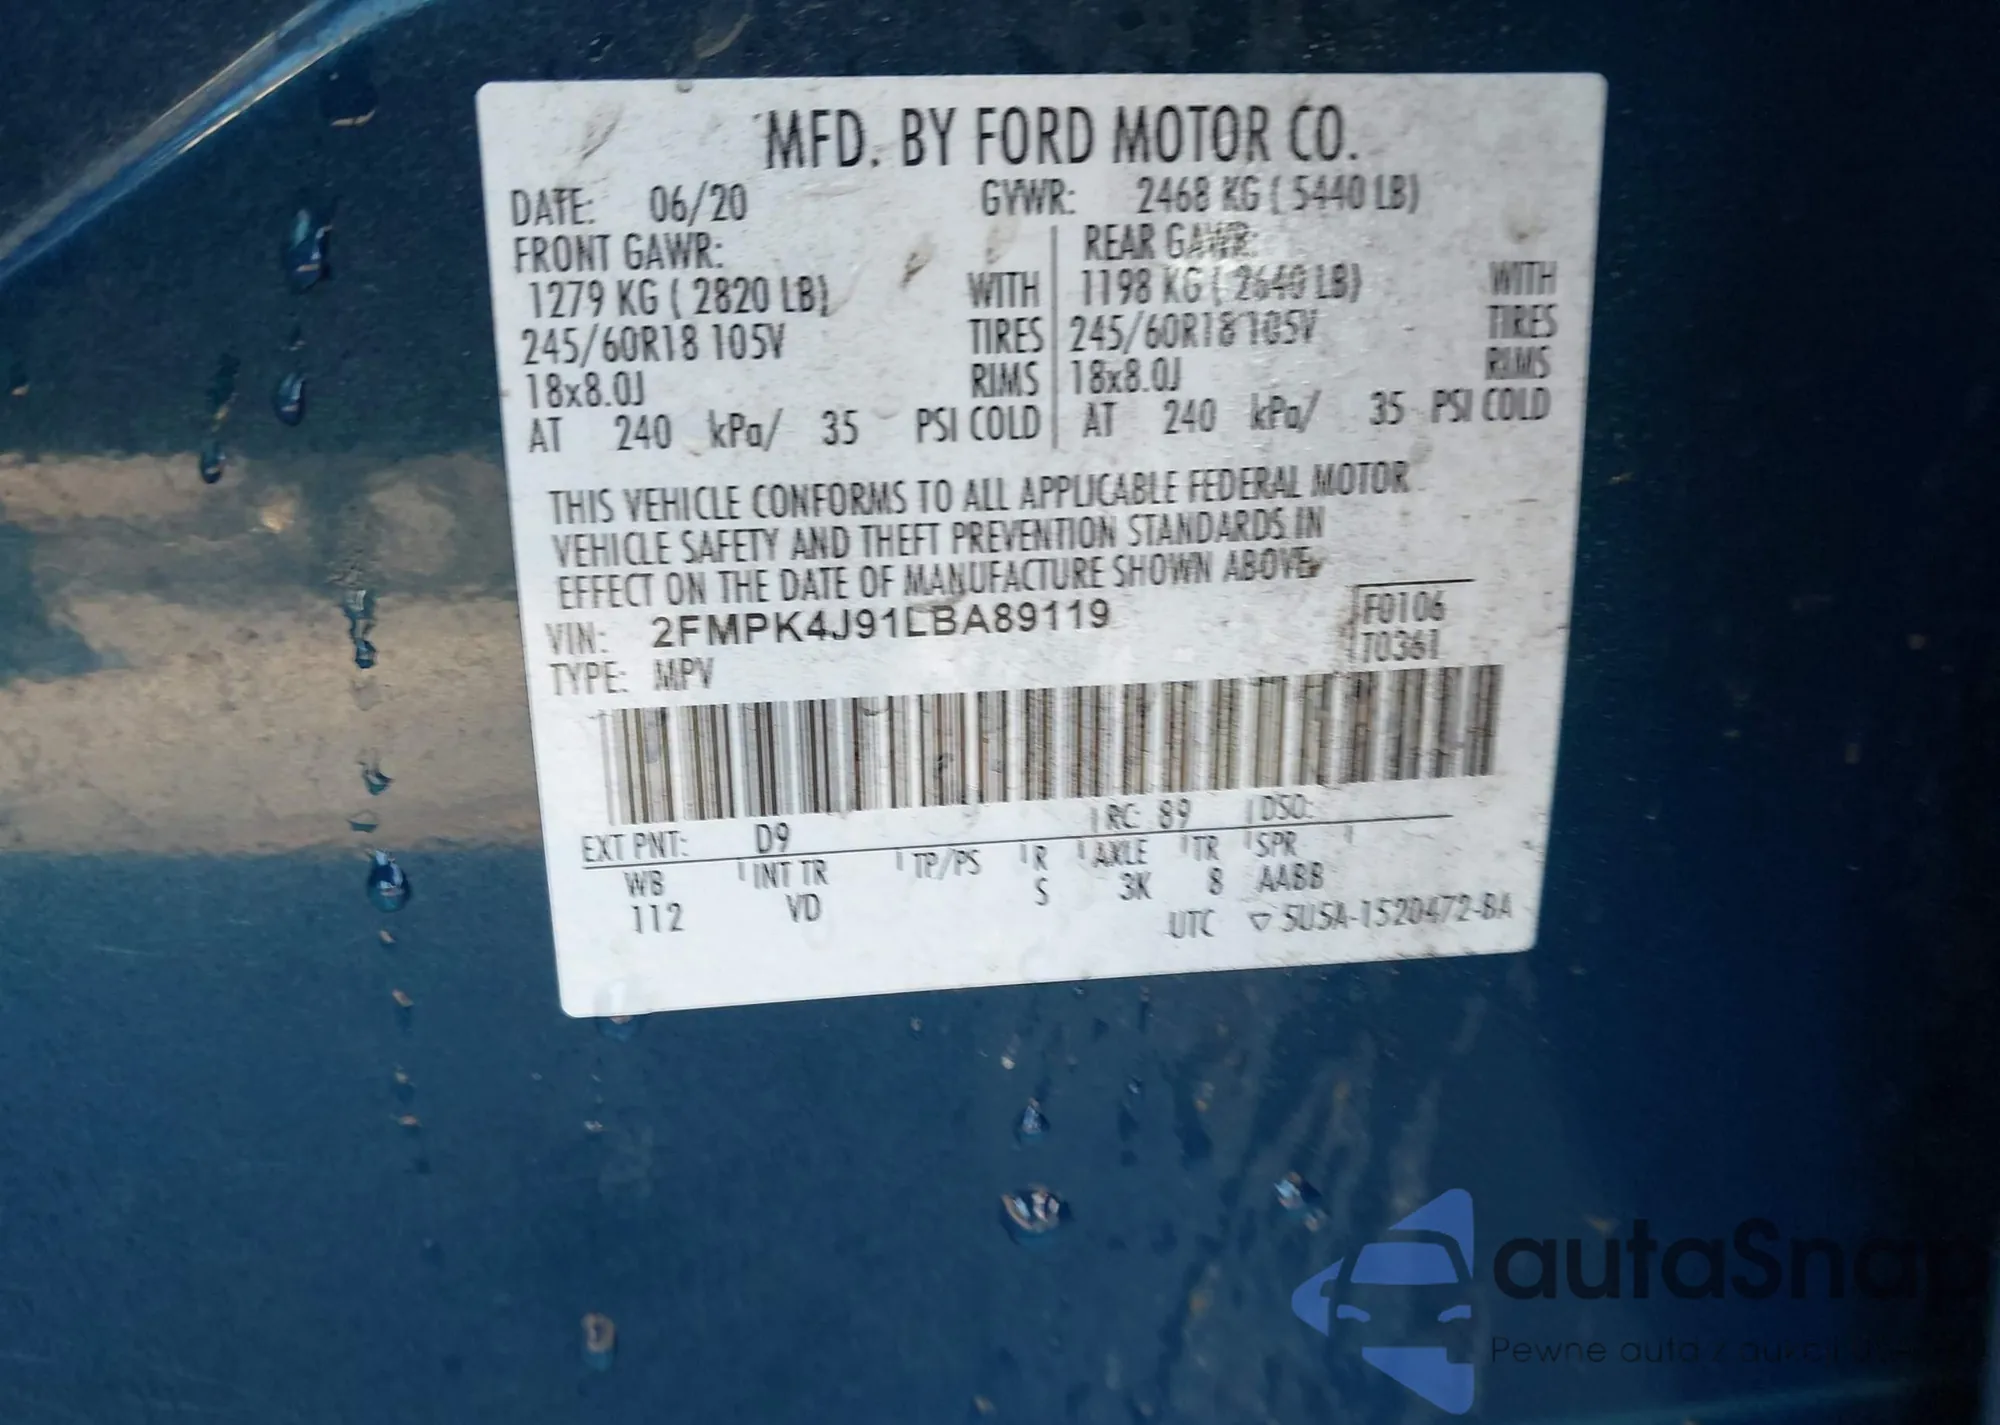 MFD. BY FORD MOTOR CO.
DATE: 06/20 GVWR: 2468 KG ( 5440 LB)
FRONT GAWR: REAR GAWR:
1279 KG ( 2820 LB) WITH 1198 KG ( 2640 LB) WITH
245/60R18 105V TIRES 245/60R18 105V TIRES
18x8.0J RIMS 18x8.0J RIMS
AT 240 kPa/ 35 PSI COLD AT 240 kPa/ 35 PSI COLD
THIS VEHICLE CONFORMS TO ALL APPLICABLE FEDERAL MOTOR
VEHICLE SAFETY AND THEFT PREVENTION STANDARDS IN
EFFECT ON THE DATE OF MANUFACTURE SHOWN ABOVE.
VIN: 2FMPK4J91LBA89119 F0106
TYPE: MPV T0361
EXT PNT: D9 RC: 89 DSO:
WB INT TR TP/PS R AXLE TR SPR
112 VD S 3K 8 AABB
UTC ▽ 5U5A-1520472-BA
autaSnap
Pewne auta z